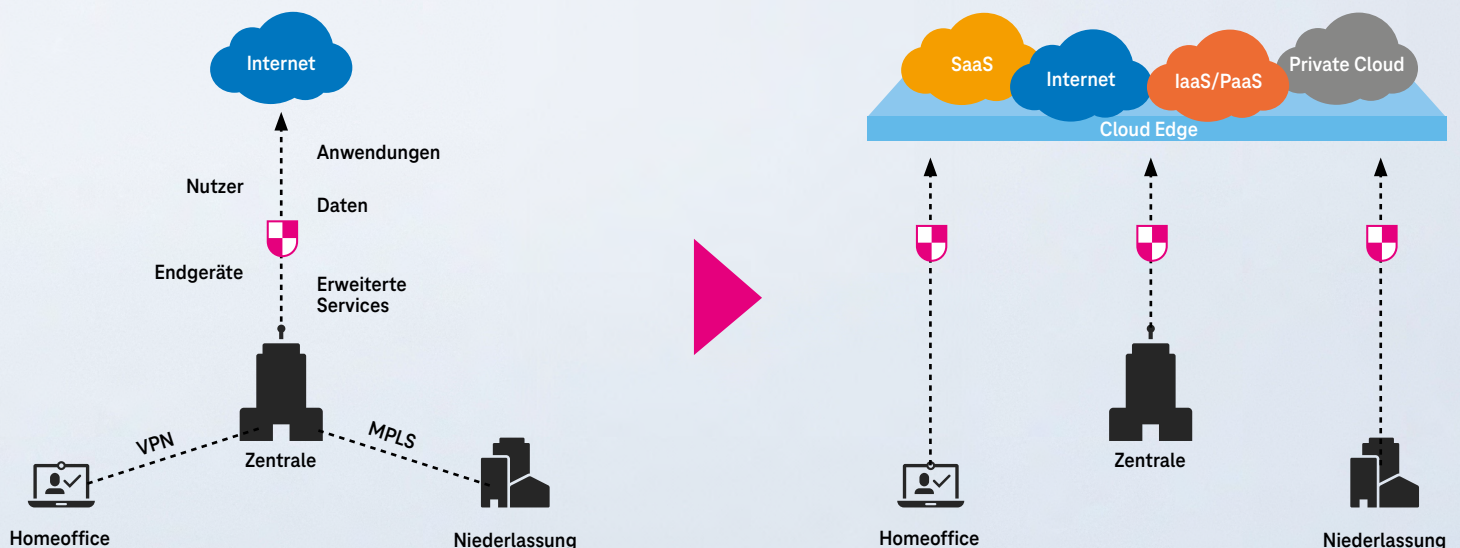 Internet
Anwendungen
Nutzer
Daten
Endgeräte
Erweiterte
Services
VPN
MPLS
Zentrale
Homeoffice
Niederlassung
SaaS
Internet
IaaS/PaaS
Private Cloud
Cloud Edge
Zentrale
Homeoffice
Niederlassung